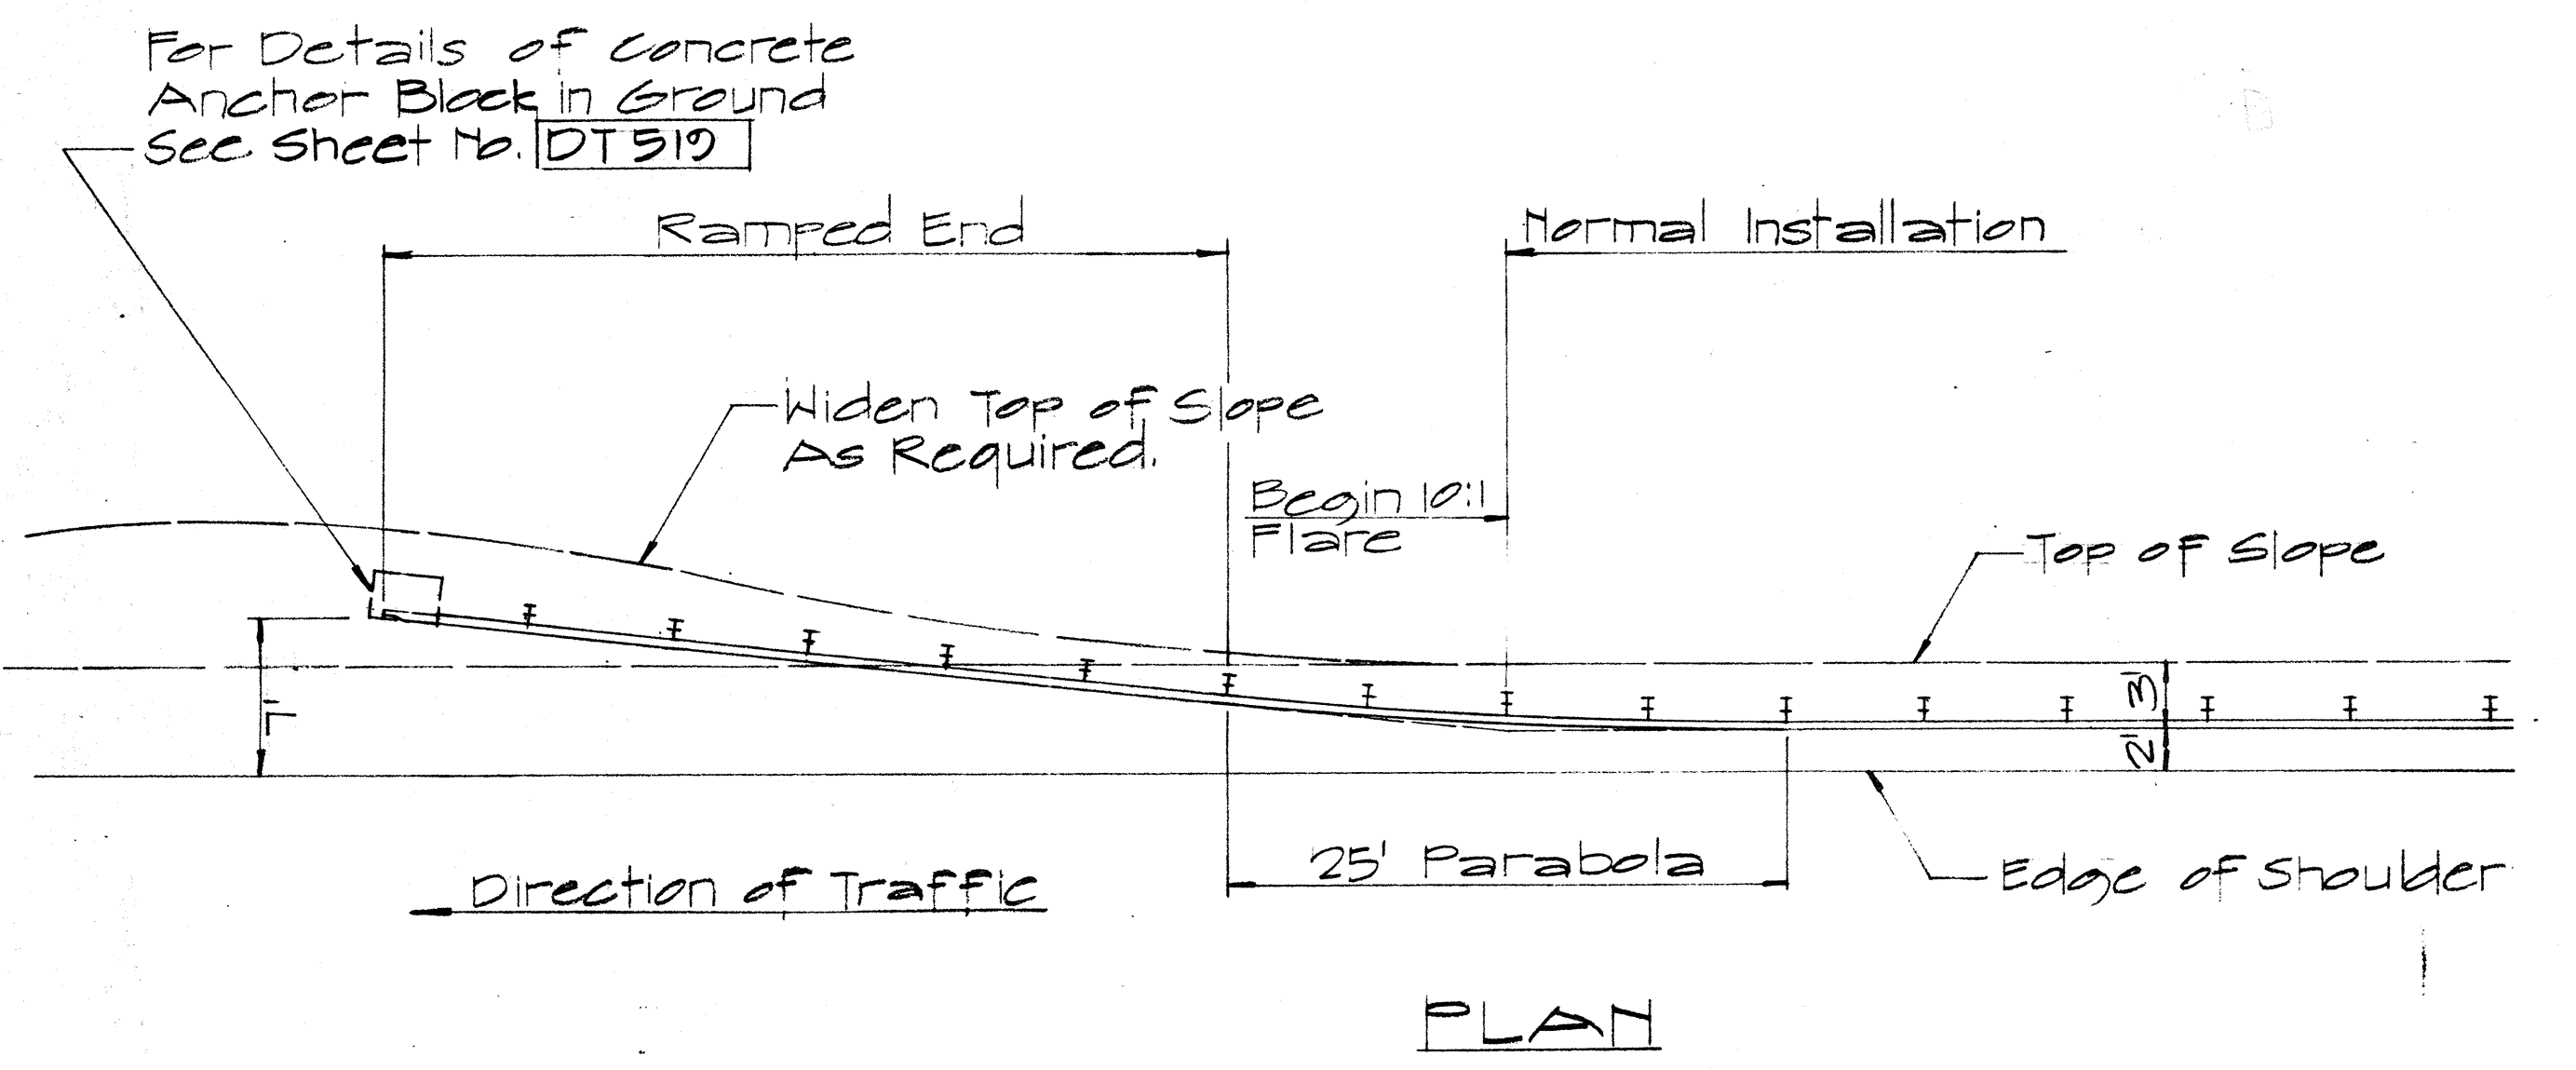 For Details of Concrete
Anchor Block in Ground
See Sheet No. DT 519
Ramped End
Normal Installation
Widen Top of Slope
As Required.
Begin 10:1
Flare
Top of Slope
7'
3'
2'
25' Parabola
Direction of Traffic
Edge of Shoulder
PLAN